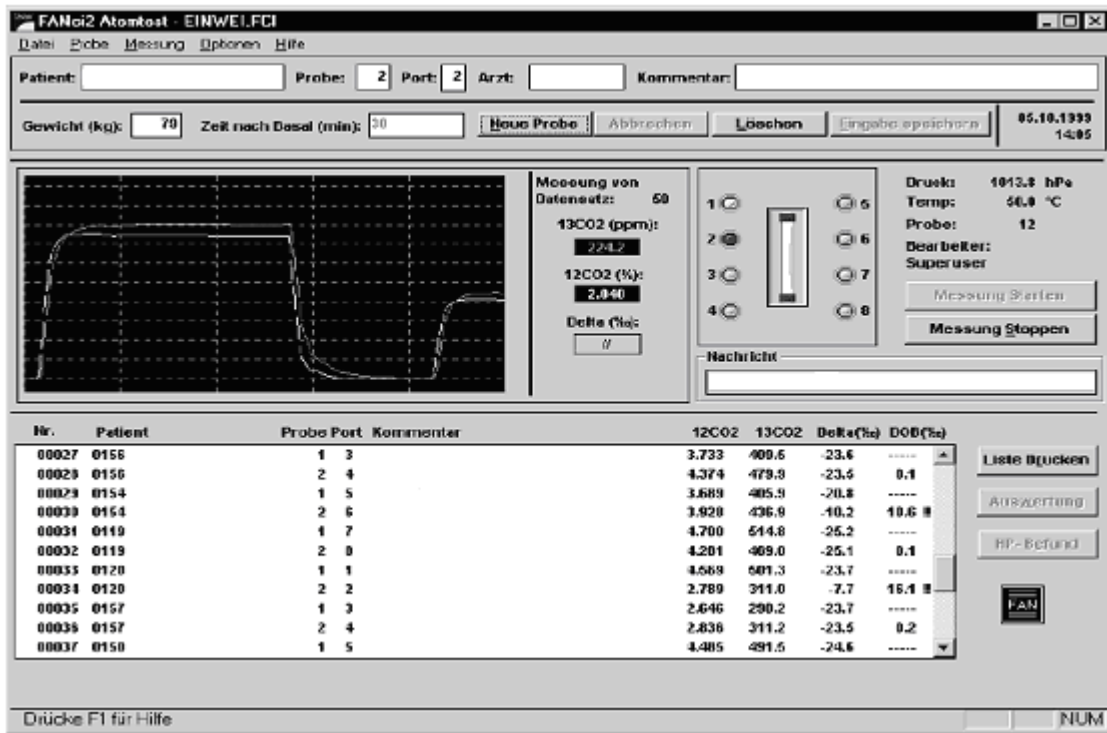 FANci2 Atomtost - EINWEI.FCI
Datei Probe Messung Optionen Hilfe
Patient: Probe: 2 Port: 2 Arzt: Kommentar:
Gewicht (kg): 70 Zeit nach Basal (min): 30 Neue Probe Abbrechen Löschen Eingabe speichern 05.10.1999
14:05
Messung von
Datensatz: 50
13CO2 (ppm):
224.2
12CO2 (%):
2.040
Delta (‰):
//
1 5
2 6
3 7
4 8
Druck: 1013.8 hPa
Temp: 50.0 °C
Probe: 12
Bearbeiter:
Superuser
Messung Starten
Messung Stoppen
Nachricht
Nr. Patient Probe Port Kommentar 12CO2 13CO2 Delta(‰) DOB(‰)
00027 0156 1 3 3.733 409.6 -23.6 -----
00028 0156 2 4 4.374 479.9 -23.5 0.1
00029 0154 1 5 3.689 405.9 -20.8 -----
00030 0154 2 6 3.920 436.9 -10.2 10.6 !!
00031 0119 1 7 4.700 514.8 -25.2 -----
00032 0119 2 8 4.201 460.0 -25.1 0.1
00033 0120 1 1 4.569 501.3 -23.7 -----
00034 0120 2 2 2.789 311.0 -7.7 16.1 !!
00035 0157 1 3 2.646 290.2 -23.7 -----
00036 0157 2 4 2.836 311.2 -23.5 0.2
00037 0150 1 5 4.485 491.5 -24.6 -----
Liste Drucken
Auswertung
HP-Befund
FAN
Drücke F1 für Hilfe NUM